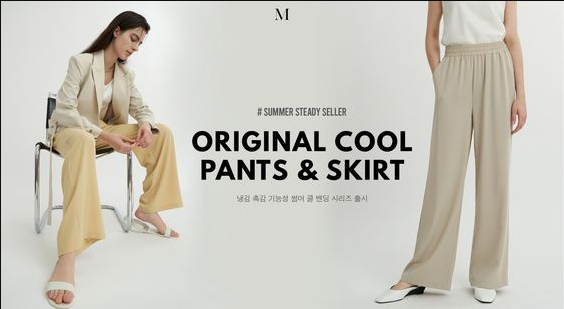 M
# SUMMER STEADY SELLER
ORIGINAL COOL
PANTS & SKIRT
냉감 촉감 기능성 썸머 쿨 밴딩 시리즈 출시